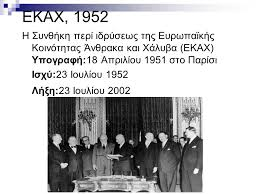 ΕΚΑΧ, 1952
Η Συνθήκη περί ιδρύσεως της Ευρωπαϊκής
Κοινότητας Άνθρακα και Χάλυβα (ΕΚΑΧ)
Υπογραφή:18 Απριλίου 1951 στο Παρίσι
Ισχύ:23 Ιουλίου 1952
Λήξη:23 Ιουλίου 2002